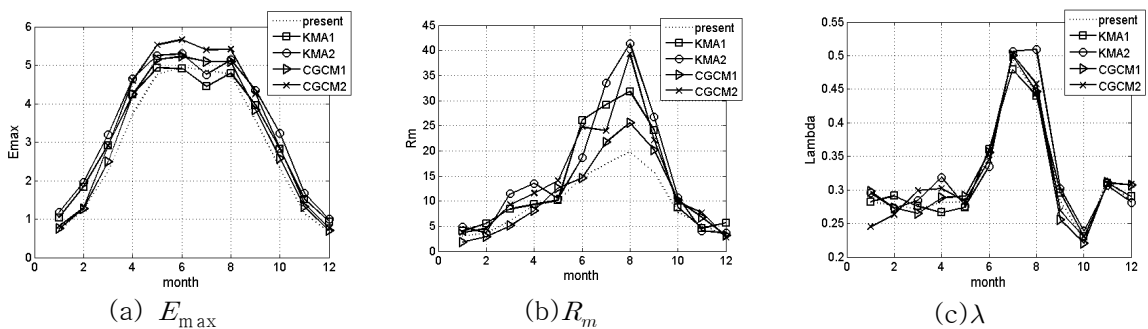 6
5
4
3
2
1
0
Emax
0 2 4 6 8 10 12
month
present
KMA1
KMA2
CGCM1
CGCM2
(a) E_max
45
40
35
30
25
20
15
10
5
0
Rm
0 2 4 6 8 10 12
month
present
KMA1
KMA2
CGCM1
CGCM2
(b) R_m
0.55
0.5
0.45
0.4
0.35
0.3
0.25
0.2
Lambda
0 2 4 6 8 10 12
month
present
KMA1
KMA2
CGCM1
CGCM2
(c) λ